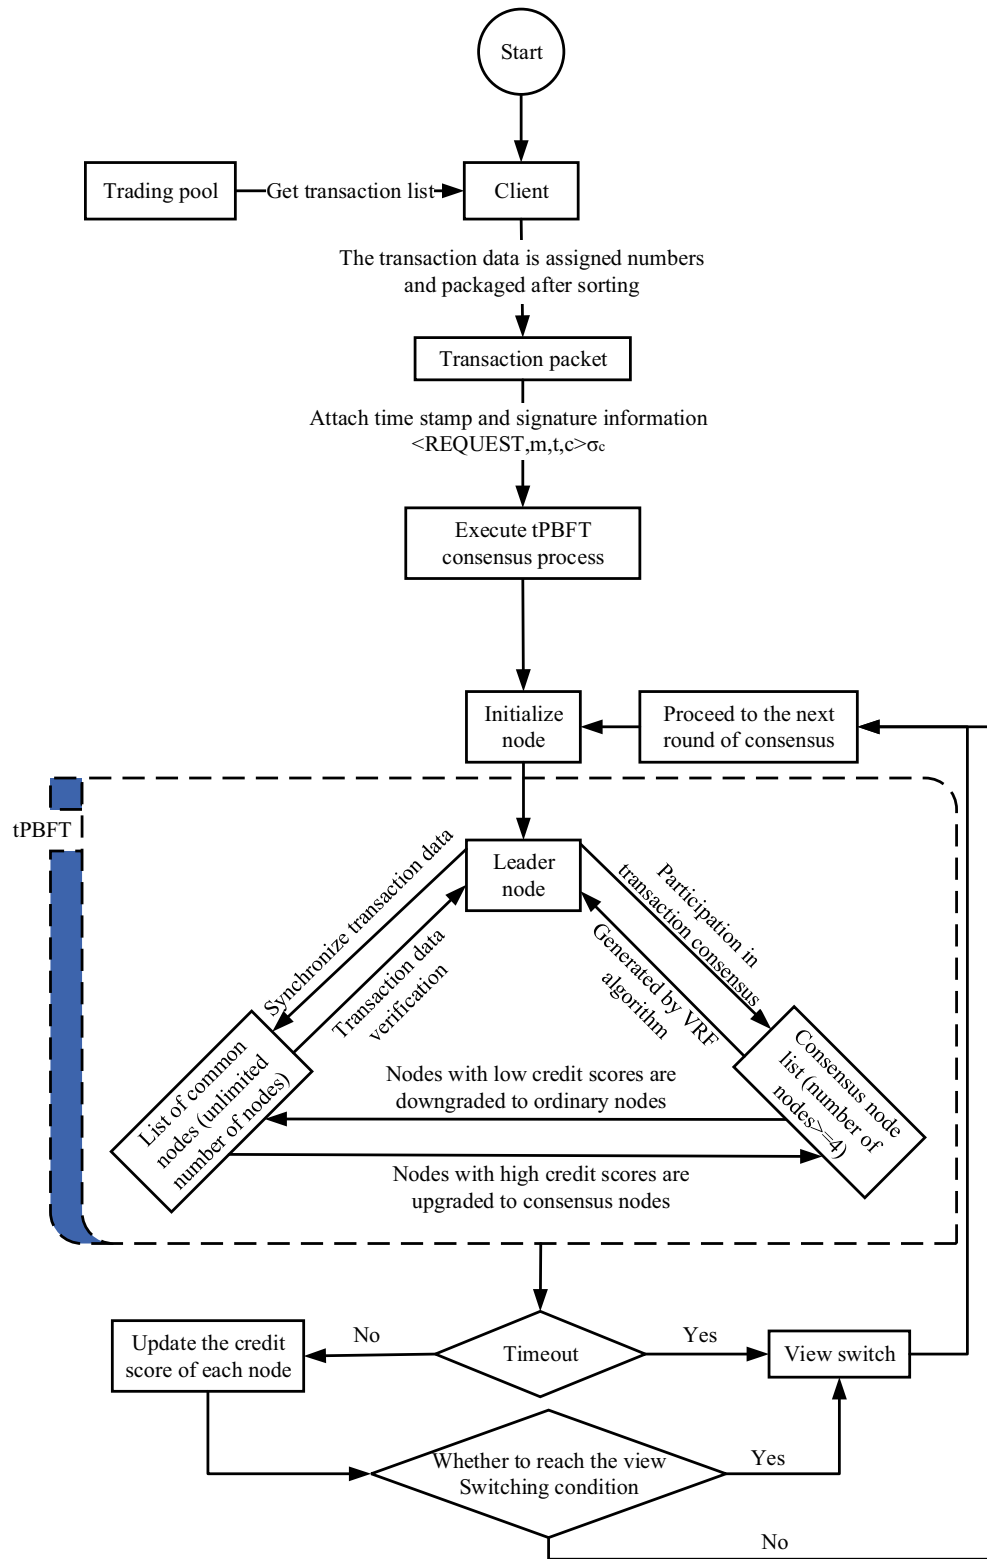 Start
Trading pool
Get transaction list
Client
The transaction data is assigned numbers
and packaged after sorting
Transaction packet
Attach time stamp and signature information
<REQUEST,m,t,c>σc
Execute tPBFT
consensus process
Initialize
node
Proceed to the next
round of consensus
tPBFT
Leader
node
Synchronize transaction data
Transaction data
verification
Participation in
transaction consensus
Generated by VRF
algorithm
List of common
nodes (unlimited
number of nodes)
Consensus node
list (number of
nodes>=4)
Nodes with low credit scores are
downgraded to ordinary nodes
Nodes with high credit scores are
upgraded to consensus nodes
Update the credit
score of each node
No
Timeout
Yes
View switch
Whether to reach the view
Switching condition
Yes
No